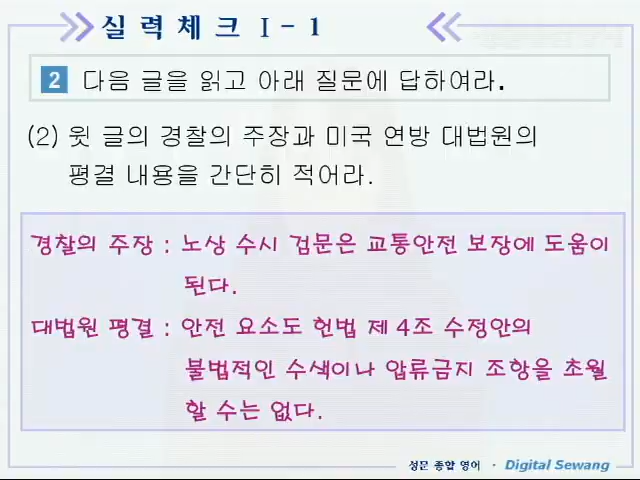 실력체크 I-1
2 다음 글을 읽고 아래 질문에 답하여라.
(2) 윗 글의 경찰의 주장과 미국 연방 대법원의
평결 내용을 간단히 적어라.
경찰의 주장 : 노상 수시 검문은 교통안전 보장에 도움이
된다.
대법원 평결 : 안전 요소도 헌법 제 4조 수정안의
불법적인 수색이나 압류금지 조항을 초월
할 수는 없다.
성문 종합 영어 · Digital Sewang